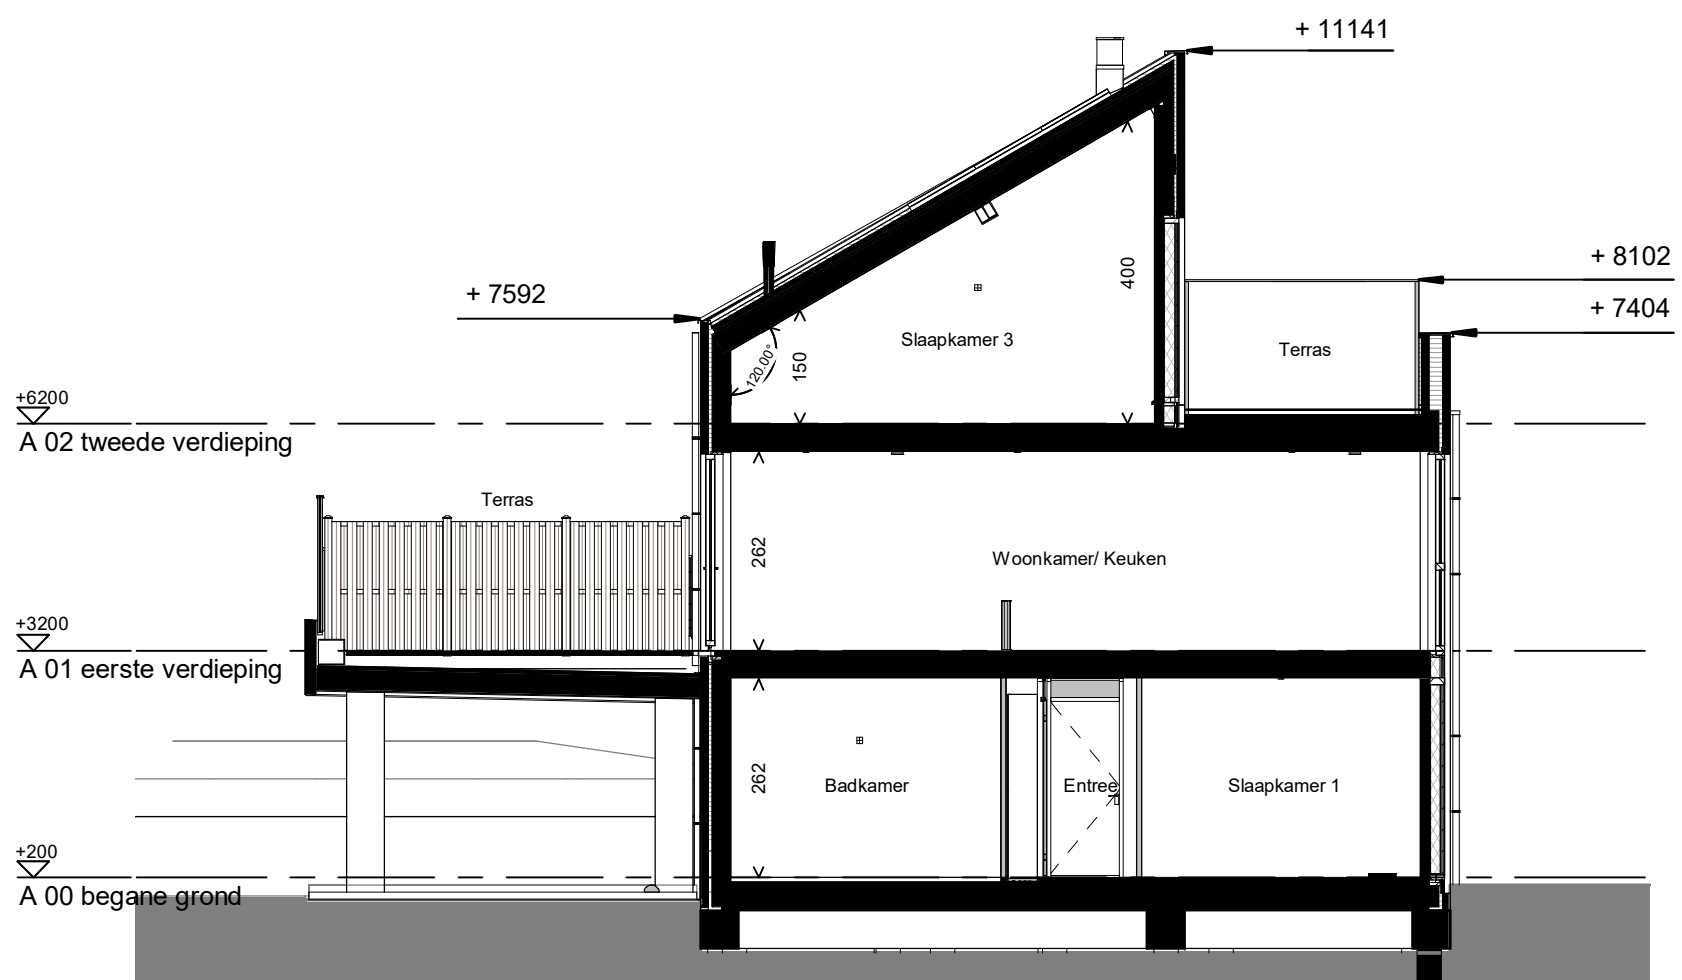 + 11141
+ 8102
+ 7592
+ 7404
400
Slaapkamer 3
Terras
120.00°
150
+6200
A 02 tweede verdieping
Terras
262
Woonkamer/ Keuken
+3200
A 01 eerste verdieping
262
Badkamer
Entree
Slaapkamer 1
+200
A 00 begane grond